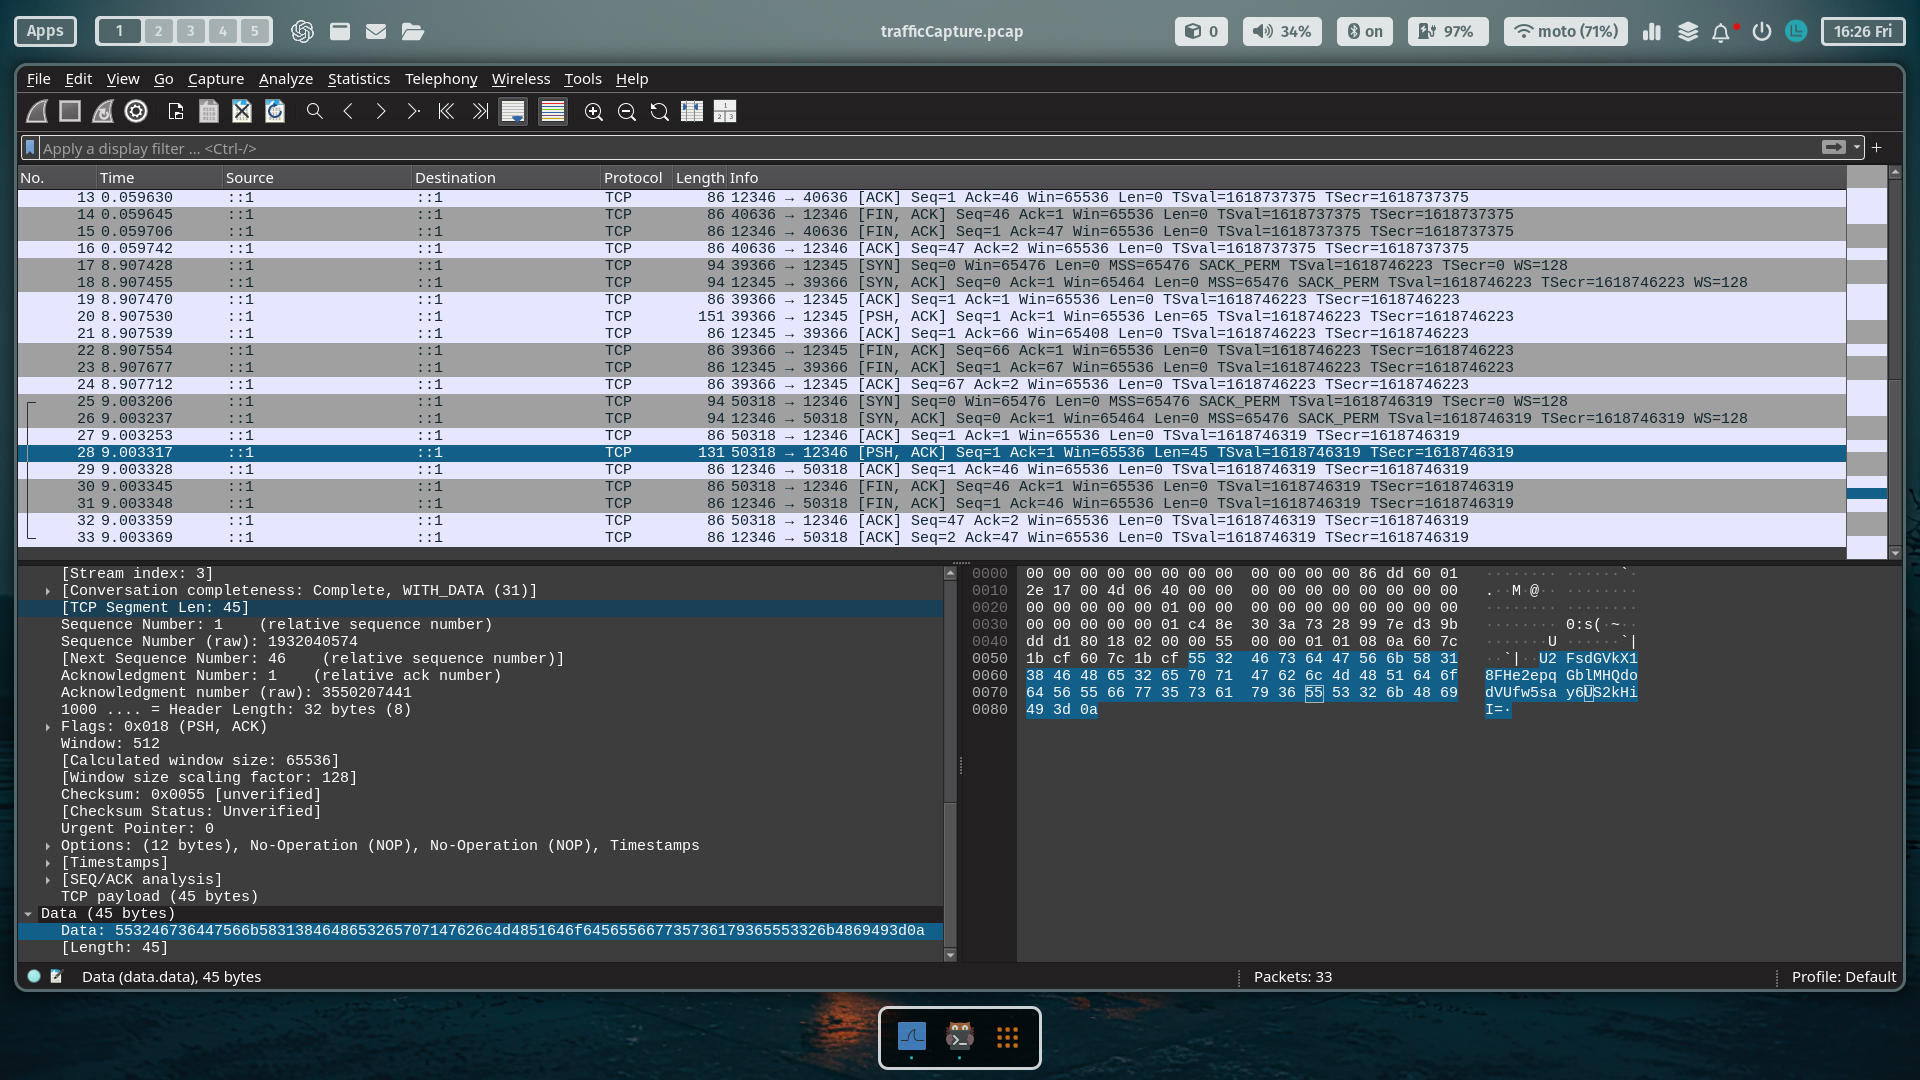 Apps 1 2 3 4 5 trafficCapture.pcap 0 34% on 97% moto (71%) 16:26 Fri
File Edit View Go Capture Analyze Statistics Telephony Wireless Tools Help
Apply a display filter ... <Ctrl-/> +
No. Time Source Destination Protocol Length Info
13 0.059630 ::1 ::1 TCP 86 12346 → 40636 [ACK] Seq=1 Ack=46 Win=65536 Len=0 TSval=1618737375 TSecr=1618737375
14 0.059645 ::1 ::1 TCP 86 40636 → 12346 [FIN, ACK] Seq=46 Ack=1 Win=65536 Len=0 TSval=1618737375 TSecr=1618737375
15 0.059706 ::1 ::1 TCP 86 12346 → 40636 [FIN, ACK] Seq=1 Ack=47 Win=65536 Len=0 TSval=1618737375 TSecr=1618737375
16 0.059742 ::1 ::1 TCP 86 40636 → 12346 [ACK] Seq=47 Ack=2 Win=65536 Len=0 TSval=1618737375 TSecr=1618737375
17 8.907428 ::1 ::1 TCP 94 39366 → 12345 [SYN] Seq=0 Win=65476 Len=0 MSS=65476 SACK_PERM TSval=1618746223 TSecr=0 WS=128
18 8.907455 ::1 ::1 TCP 94 12345 → 39366 [SYN, ACK] Seq=0 Ack=1 Win=65464 Len=0 MSS=65476 SACK_PERM TSval=1618746223 TSecr=1618746223 WS=128
19 8.907470 ::1 ::1 TCP 86 39366 → 12345 [ACK] Seq=1 Ack=1 Win=65536 Len=0 TSval=1618746223 TSecr=1618746223
20 8.907530 ::1 ::1 TCP 151 39366 → 12345 [PSH, ACK] Seq=1 Ack=1 Win=65536 Len=65 TSval=1618746223 TSecr=1618746223
21 8.907539 ::1 ::1 TCP 86 12345 → 39366 [ACK] Seq=1 Ack=66 Win=65408 Len=0 TSval=1618746223 TSecr=1618746223
22 8.907554 ::1 ::1 TCP 86 39366 → 12345 [FIN, ACK] Seq=66 Ack=1 Win=65536 Len=0 TSval=1618746223 TSecr=1618746223
23 8.907677 ::1 ::1 TCP 86 12345 → 39366 [FIN, ACK] Seq=1 Ack=67 Win=65536 Len=0 TSval=1618746223 TSecr=1618746223
24 8.907712 ::1 ::1 TCP 86 39366 → 12345 [ACK] Seq=67 Ack=2 Win=65536 Len=0 TSval=1618746223 TSecr=1618746223
25 9.003206 ::1 ::1 TCP 94 50318 → 12346 [SYN] Seq=0 Win=65476 Len=0 MSS=65476 SACK_PERM TSval=1618746319 TSecr=0 WS=128
26 9.003237 ::1 ::1 TCP 94 12346 → 50318 [SYN, ACK] Seq=0 Ack=1 Win=65464 Len=0 MSS=65476 SACK_PERM TSval=1618746319 TSecr=1618746319 WS=128
27 9.003253 ::1 ::1 TCP 86 50318 → 12346 [ACK] Seq=1 Ack=1 Win=65536 Len=0 TSval=1618746319 TSecr=1618746319
28 9.003317 ::1 ::1 TCP 131 50318 → 12346 [PSH, ACK] Seq=1 Ack=1 Win=65536 Len=45 TSval=1618746319 TSecr=1618746319
29 9.003328 ::1 ::1 TCP 86 12346 → 50318 [ACK] Seq=1 Ack=46 Win=65536 Len=0 TSval=1618746319 TSecr=1618746319
30 9.003345 ::1 ::1 TCP 86 50318 → 12346 [FIN, ACK] Seq=46 Ack=1 Win=65536 Len=0 TSval=1618746319 TSecr=1618746319
31 9.003348 ::1 ::1 TCP 86 12346 → 50318 [FIN, ACK] Seq=1 Ack=46 Win=65536 Len=0 TSval=1618746319 TSecr=1618746319
32 9.003359 ::1 ::1 TCP 86 50318 → 12346 [ACK] Seq=47 Ack=2 Win=65536 Len=0 TSval=1618746319 TSecr=1618746319
33 9.003369 ::1 ::1 TCP 86 12346 → 50318 [ACK] Seq=2 Ack=47 Win=65536 Len=0 TSval=1618746319 TSecr=1618746319
[Stream index: 3]
[Conversation completeness: Complete, WITH_DATA (31)]
[TCP Segment Len: 45]
Sequence Number: 1 (relative sequence number)
Sequence Number (raw): 1932040574
[Next Sequence Number: 46 (relative sequence number)]
Acknowledgment Number: 1 (relative ack number)
Acknowledgment number (raw): 3550207441
1000 .... = Header Length: 32 bytes (8)
Flags: 0x018 (PSH, ACK)
Window: 512
[Calculated window size: 65536]
[Window size scaling factor: 128]
Checksum: 0x0055 [unverified]
[Checksum Status: Unverified]
Urgent Pointer: 0
Options: (12 bytes), No-Operation (NOP), No-Operation (NOP), Timestamps
[Timestamps]
[SEQ/ACK analysis]
TCP payload (45 bytes)
Data (45 bytes)
Data: 553246736447566b5831384648653265707147626c4d4851646f645655667735736179365553326b4869493d0a
[Length: 45]
0000 00 00 00 00 00 00 00 00 00 00 00 00 86 dd 60 01 ········ ······`·
0010 2e 17 00 4d 06 40 00 00 00 00 00 00 00 00 00 00 .··M·@·· ········
0020 00 00 00 00 00 01 00 00 00 00 00 00 00 00 00 00 ········ ········
0030 00 00 00 00 00 01 c4 8e 30 3a 73 28 99 7e d3 9b ········ 0:s(·~··
0040 dd d1 80 18 02 00 00 55 00 00 01 01 08 0a 60 7c ·······U ······`|
0050 1b cf 60 7c 1b cf 55 32 46 73 64 47 56 6b 58 31 ··`|··U2 FsdGVkX1
0060 38 46 48 65 32 65 70 71 47 62 6c 4d 48 51 64 6f 8FHe2epq GblMHQdo
0070 64 56 55 66 77 35 73 61 79 36 55 53 32 6b 48 69 dVUfw5sa y6US2kHi
0080 49 3d 0a I=·
Data (data.data), 45 bytes Packets: 33 Profile: Default